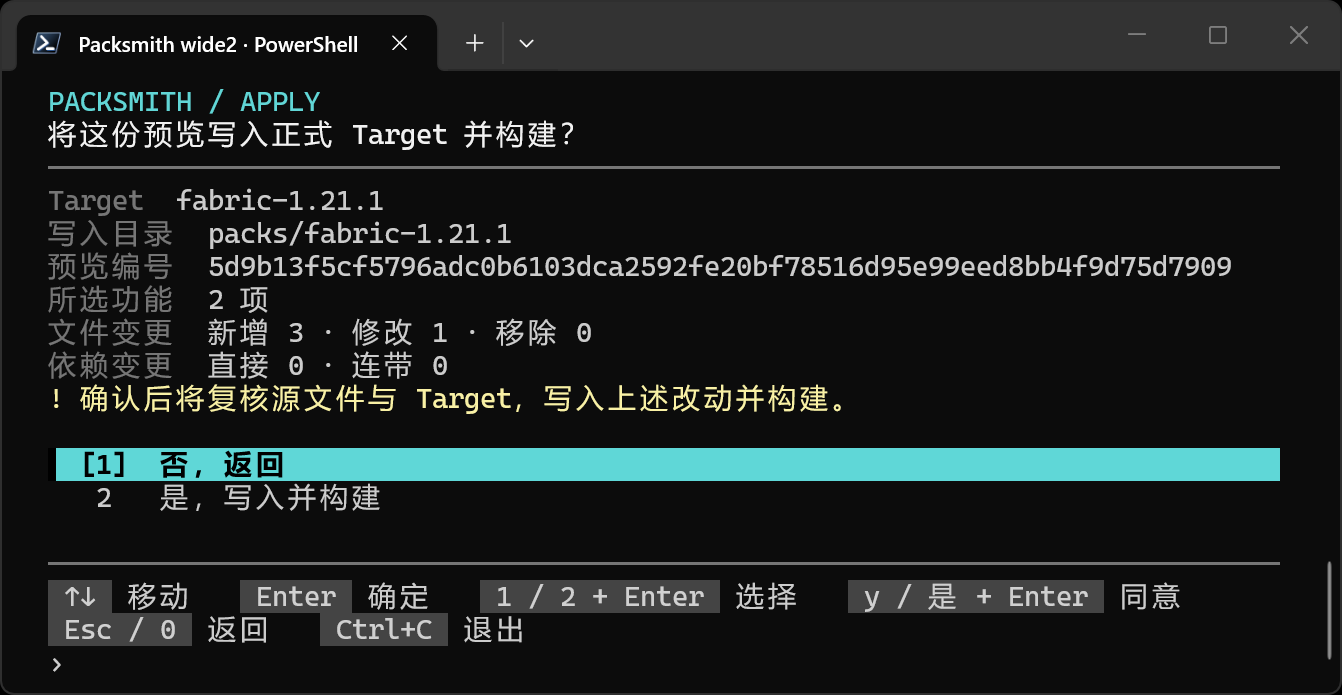 Packsmith wide2 · PowerShell
PACKSMITH / APPLY
将这份预览写入正式 Target 并构建？
Target fabric-1.21.1
写入目录 packs/fabric-1.21.1
预览编号 5d9b13f5cf5796adc0b6103dca2592fe20bf78516d95e99eed8bb4f9d75d7909
所选功能 2 项
文件变更 新增 3 · 修改 1 · 移除 0
依赖变更 直接 0 · 连带 0
! 确认后将复核源文件与 Target，写入上述改动并构建。
[1] 否，返回
2 是，写入并构建
↑↓ 移动 Enter 确定 1 / 2 + Enter 选择 y / 是 + Enter 同意
Esc / 0 返回 Ctrl+C 退出
›